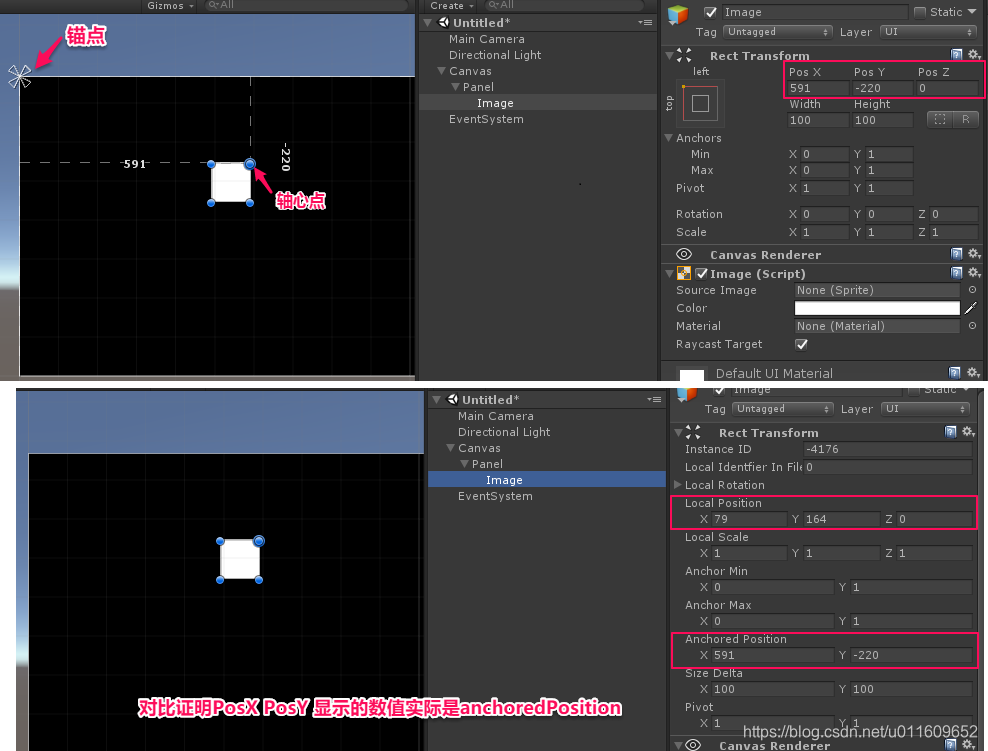 Gizmos All
锚点
591
-220
轴心点
Create All
Untitled*
Main Camera
Directional Light
Canvas
Panel
Image
EventSystem
Image Static
Tag Untagged Layer UI
Rect Transform
left
top
Pos X Pos Y Pos Z
591 -220 0
Width Height
100 100
R
Anchors
Min X 0 Y 1
Max X 0 Y 1
Pivot X 1 Y 1
Rotation X 0 Y 0 Z 0
Scale X 1 Y 1 Z 1
Canvas Renderer
Image (Script)
Source Image None (Sprite)
Color
Material None (Material)
Raycast Target
Default UI Material
对比证明PosX PosY 显示的数值实际是anchoredPosition
Untitled*
Main Camera
Directional Light
Canvas
Panel
Image
EventSystem
Image Static
Tag Untagged Layer UI
Rect Transform
Instance ID -4176
Local Identfier In File 0
Local Rotation
Local Position
X 79 Y 164 Z 0
Local Scale
X 1 Y 1 Z 1
Anchor Min
X 0 Y 1
Anchor Max
X 0 Y 1
Anchored Position
X 591 Y -220
Size Delta
X 100 Y 100
Pivot
X 1 Y 1
https://blog.csdn.net/u011609652
Canvas Renderer